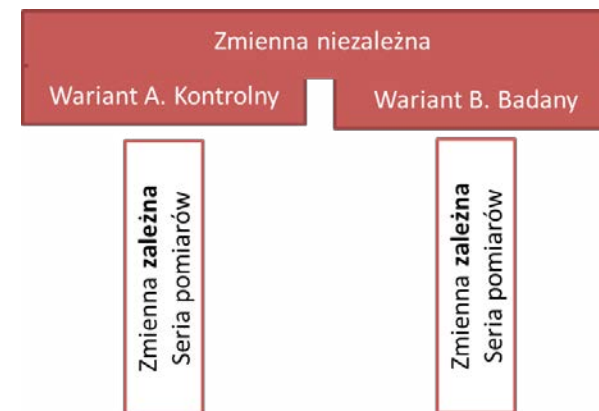 Zmienna niezależna
Wariant A. Kontrolny
Wariant B. Badany
Zmienna zależna
Seria pomiarów
Zmienna zależna
Seria pomiarów